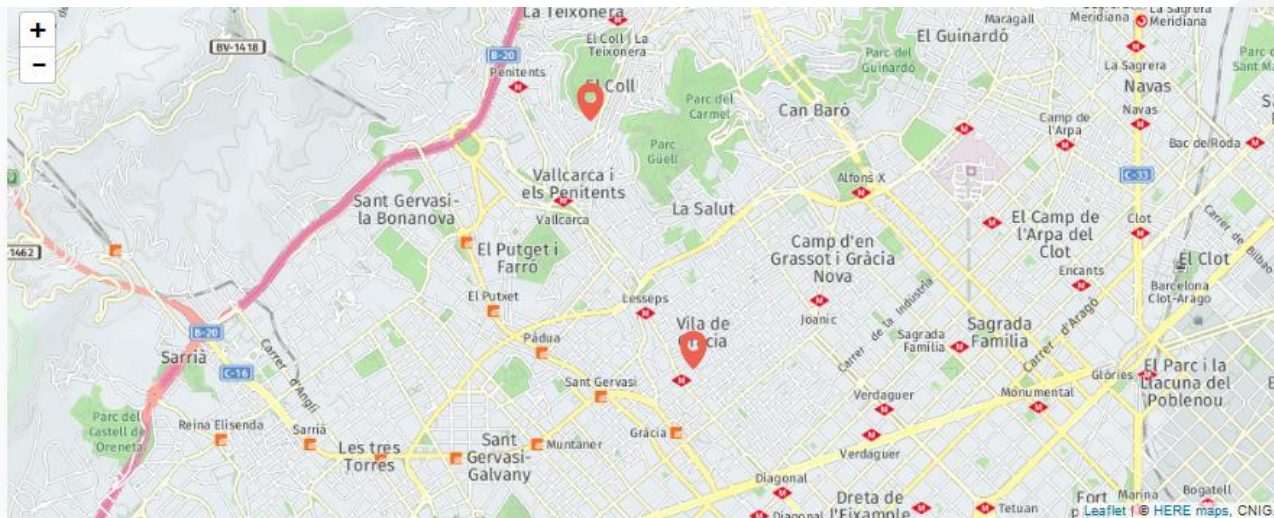 +
−
BV-1418
La Teixonera
B-20
El Coll | La
Teixonera
Penitents
El Coll
Maragall
El Guinardó
La Sagrera
Meridiana
Meridiana
Parc del
Guinardó
La Sagrera
Navas
Navas
Parc del
Carmel
Can Baró
Camp de
l'Arpa
Bac de Roda
Parc
Güell
Vallcarca i
els Penitents
Vallcarca
Alfons X
C-33
Sant Gervasi-
la Bonanova
La Salut
El Camp de
l'Arpa del
Clot
Clot
Carrer de Bilbao
-1462
El Putget i
Farró
Camp d'en
Grassot i Gràcia
Nova
Encants
El Clot
Barcelona
Clot-Arago
El Putxet
Lesseps
Joanic
Carrer de la Indústria
Carrer d'Aragó
B-20
Sarrià
Pàdua
Vila de
Gràcia
Sagrada
Família
Sagrada
Família
C-16
Carrer d'Anglí
Sant Gervasi
Glòries
El Parc i la
Llacuna del
Poblenou
Parc del
Castell de
Oreneta
Reina Elisenda
Sarrià
Verdaguer
Monumental
Les tres
Torres
Sant
Gervasi-
Galvany
Muntaner
Gràcia
Verdaguer
Diagonal
Diagonal
Dreta de
l'Eixample
Tetuan
Fort
Marina
Bogatell
Leaflet | © HERE maps, CNIG